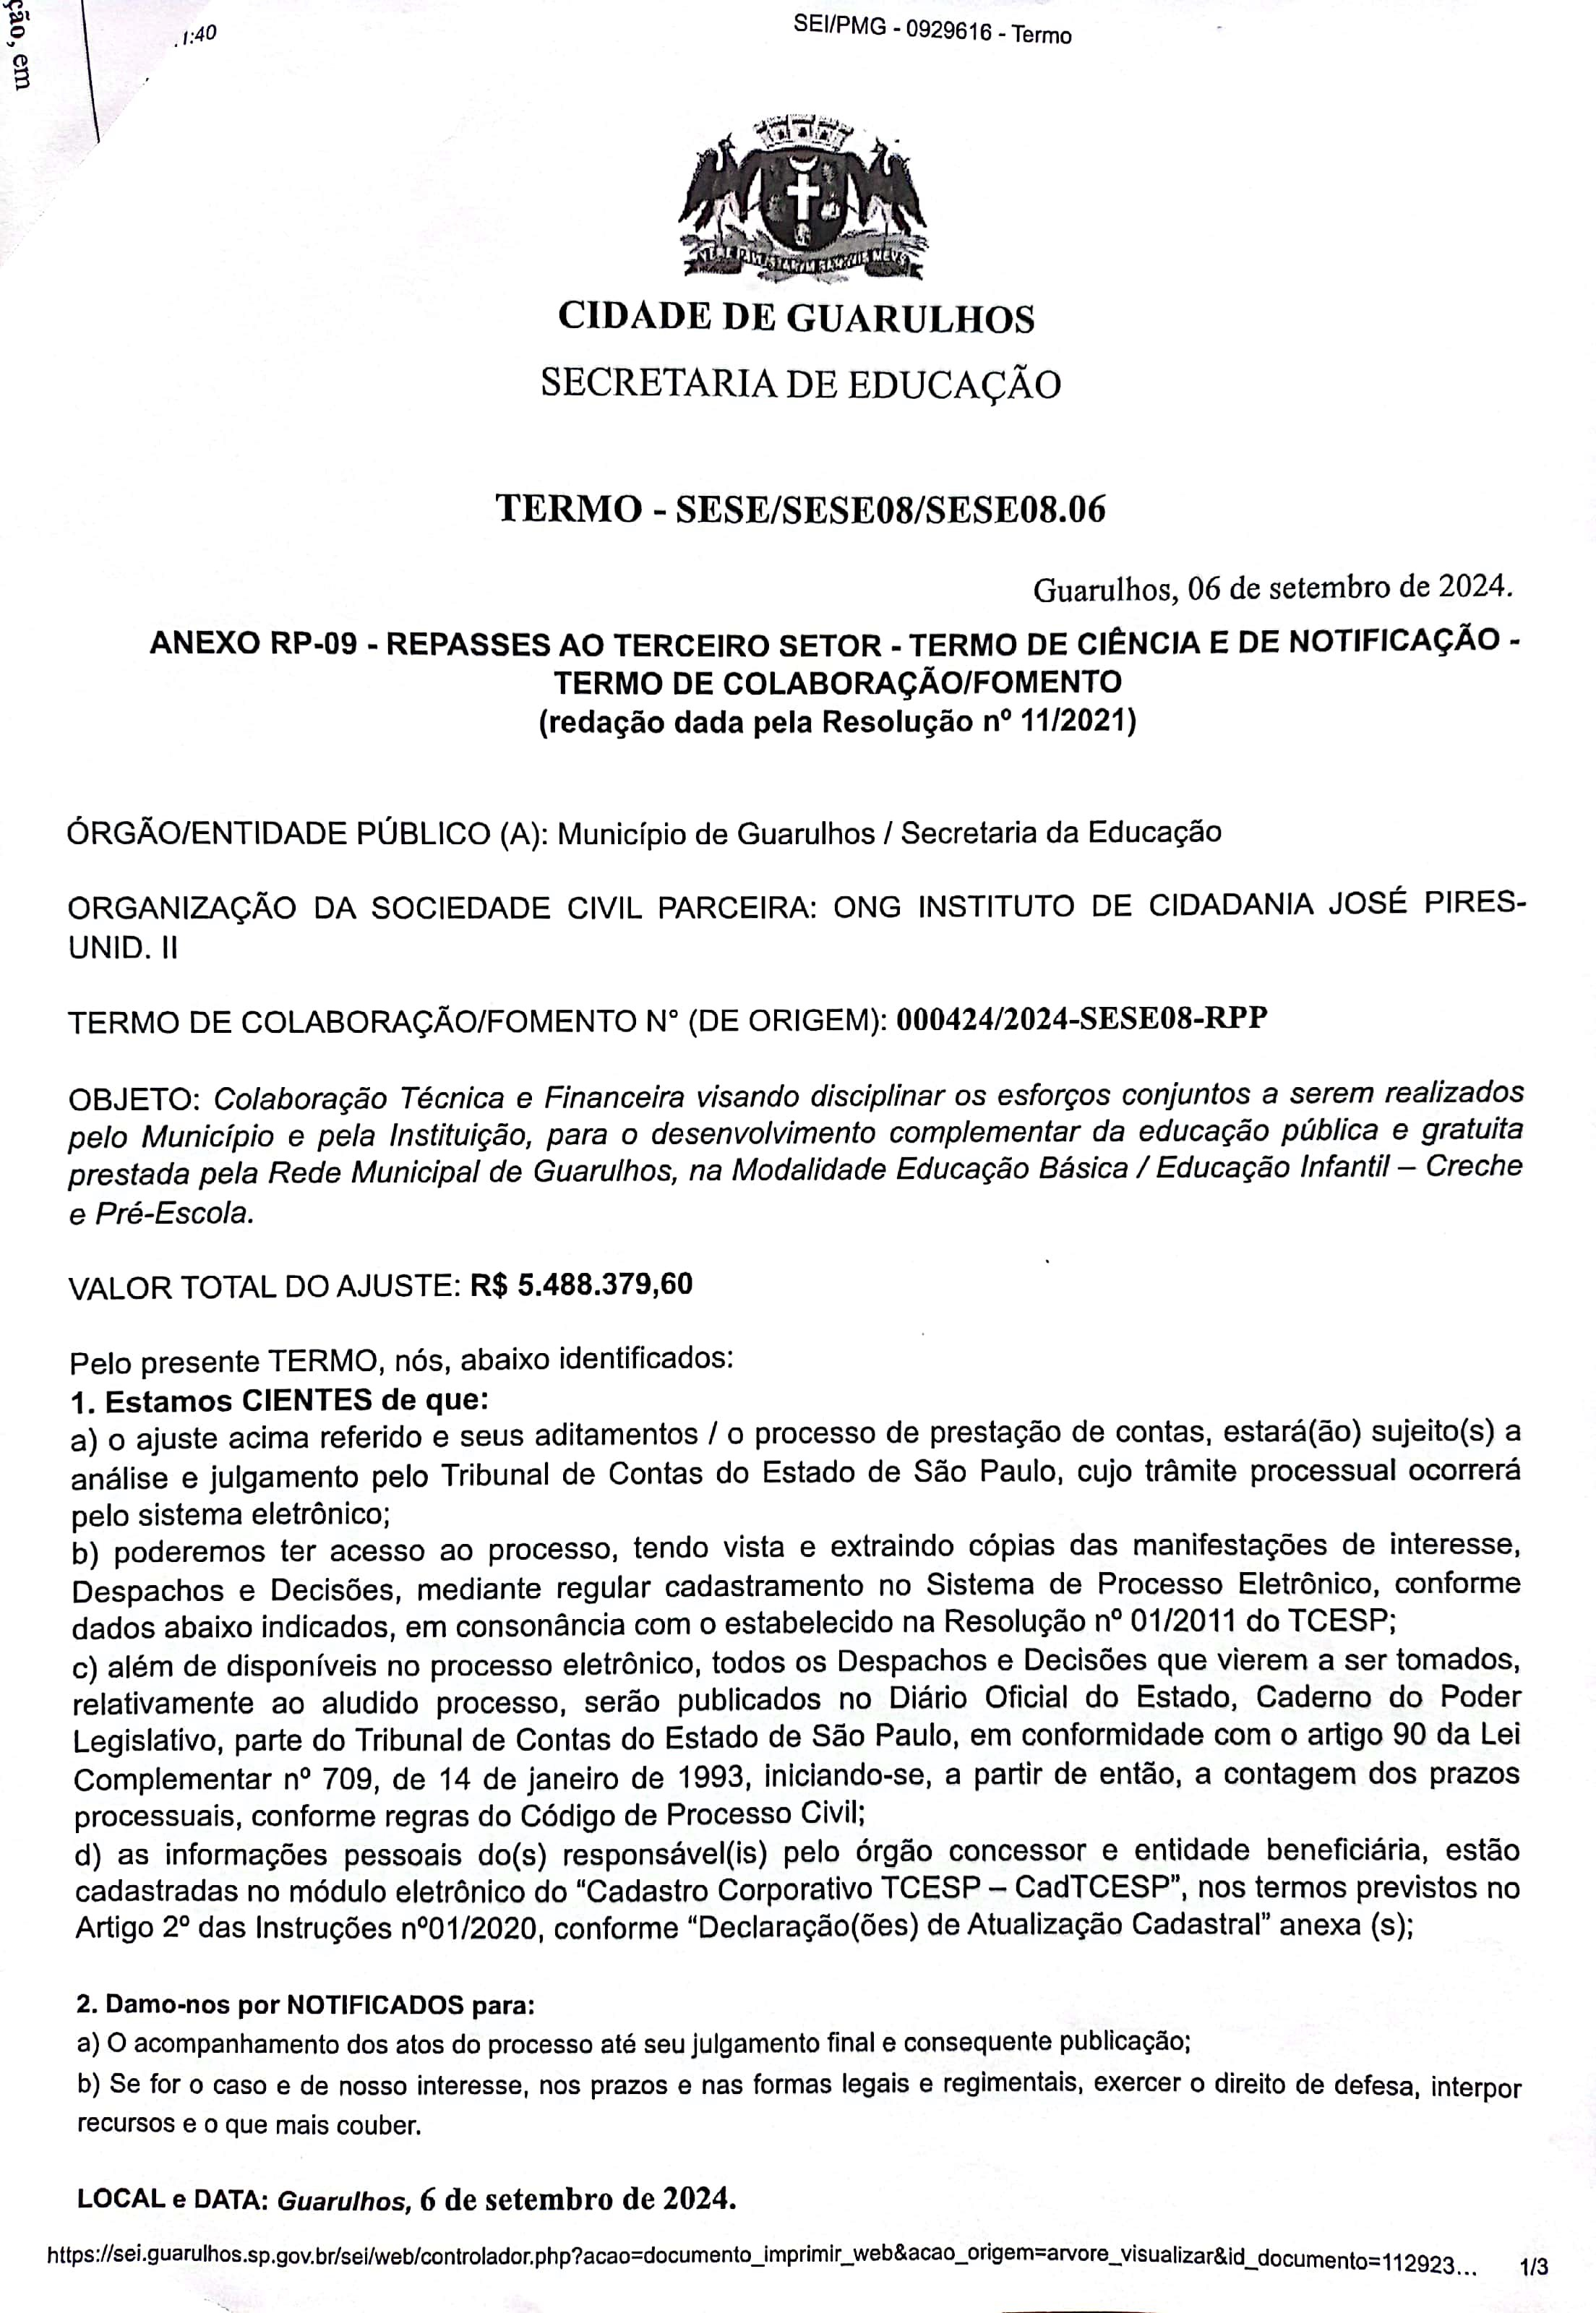 ção, em
1:40
SEI/PMG - 0929616 - Termo
CIDADE DE GUARULHOS
SECRETARIA DE EDUCAÇÃO
TERMO - SESE/SESE08/SESE08.06
Guarulhos, 06 de setembro de 2024.
ANEXO RP-09 - REPASSES AO TERCEIRO SETOR - TERMO DE CIÊNCIA E DE NOTIFICAÇÃO -
TERMO DE COLABORAÇÃO/FOMENTO
(redação dada pela Resolução nº 11/2021)
ÓRGÃO/ENTIDADE PÚBLICO (A): Município de Guarulhos / Secretaria da Educação
ORGANIZAÇÃO DA SOCIEDADE CIVIL PARCEIRA: ONG INSTITUTO DE CIDADANIA JOSÉ PIRES-
UNID. II
TERMO DE COLABORAÇÃO/FOMENTO N° (DE ORIGEM): 000424/2024-SESE08-RPP
OBJETO: Colaboração Técnica e Financeira visando disciplinar os esforços conjuntos a serem realizados
pelo Município e pela Instituição, para o desenvolvimento complementar da educação pública e gratuita
prestada pela Rede Municipal de Guarulhos, na Modalidade Educação Básica / Educação Infantil – Creche
e Pré-Escola.
VALOR TOTAL DO AJUSTE: R$ 5.488.379,60
Pelo presente TERMO, nós, abaixo identificados:
1. Estamos CIENTES de que:
a) o ajuste acima referido e seus aditamentos / o processo de prestação de contas, estará(ão) sujeito(s) a
análise e julgamento pelo Tribunal de Contas do Estado de São Paulo, cujo trâmite processual ocorrerá
pelo sistema eletrônico;
b) poderemos ter acesso ao processo, tendo vista e extraindo cópias das manifestações de interesse,
Despachos e Decisões, mediante regular cadastramento no Sistema de Processo Eletrônico, conforme
dados abaixo indicados, em consonância com o estabelecido na Resolução nº 01/2011 do TCESP;
c) além de disponíveis no processo eletrônico, todos os Despachos e Decisões que vierem a ser tomados,
relativamente ao aludido processo, serão publicados no Diário Oficial do Estado, Caderno do Poder
Legislativo, parte do Tribunal de Contas do Estado de São Paulo, em conformidade com o artigo 90 da Lei
Complementar nº 709, de 14 de janeiro de 1993, iniciando-se, a partir de então, a contagem dos prazos
processuais, conforme regras do Código de Processo Civil;
d) as informações pessoais do(s) responsável(is) pelo órgão concessor e entidade beneficiária, estão
cadastradas no módulo eletrônico do “Cadastro Corporativo TCESP – CadTCESP”, nos termos previstos no
Artigo 2º das Instruções nº01/2020, conforme “Declaração(ões) de Atualização Cadastral” anexa (s);
2. Damo-nos por NOTIFICADOS para:
a) O acompanhamento dos atos do processo até seu julgamento final e consequente publicação;
b) Se for o caso e de nosso interesse, nos prazos e nas formas legais e regimentais, exercer o direito de defesa, interpor
recursos e o que mais couber.
LOCAL e DATA: Guarulhos, 6 de setembro de 2024.
https://sei.guarulhos.sp.gov.br/sei/web/controlador.php?acao=documento_imprimir_web&acao_origem=arvore_visualizar&id_documento=112923... 1/3